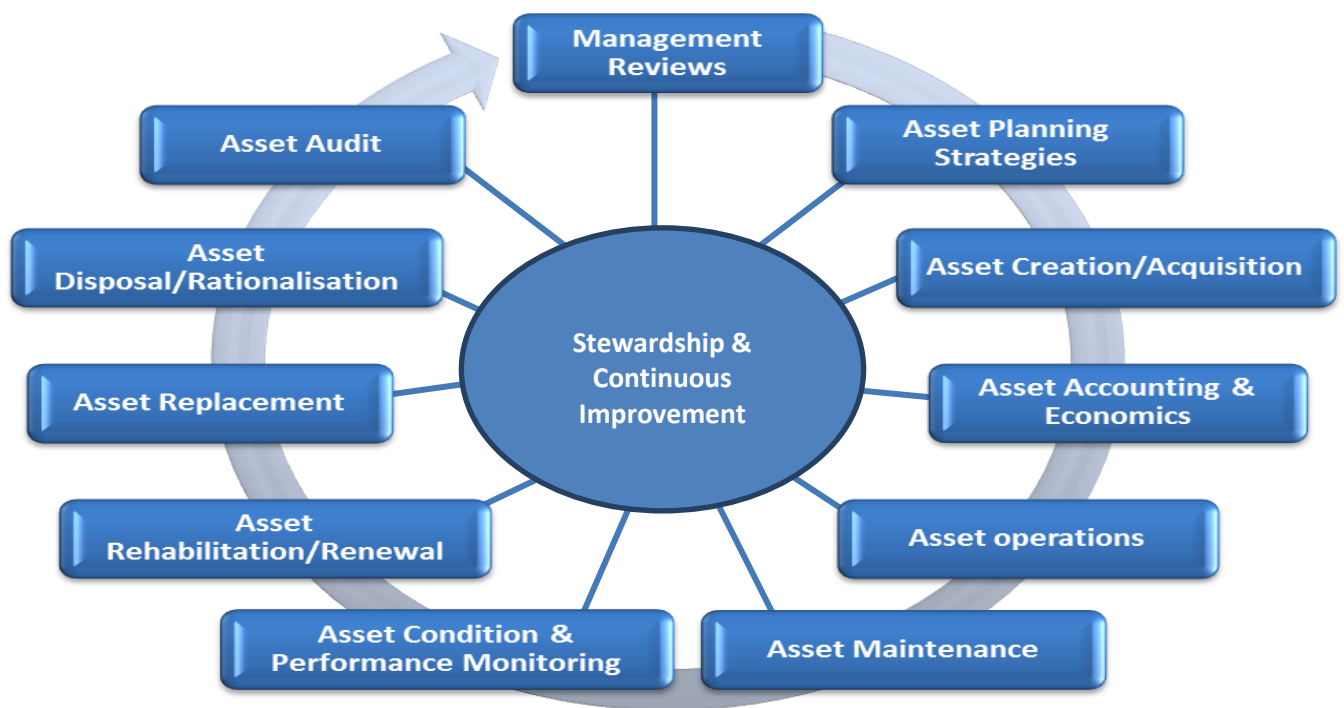 Management
Reviews
Asset Planning
Strategies
Asset Creation/Acquisition
Asset Accounting &
Economics
Asset operations
Asset Maintenance
Asset Condition &
Performance Monitoring
Asset
Rehabilitation/Renewal
Asset Replacement
Asset
Disposal/Rationalisation
Asset Audit
Stewardship &
Continuous
Improvement